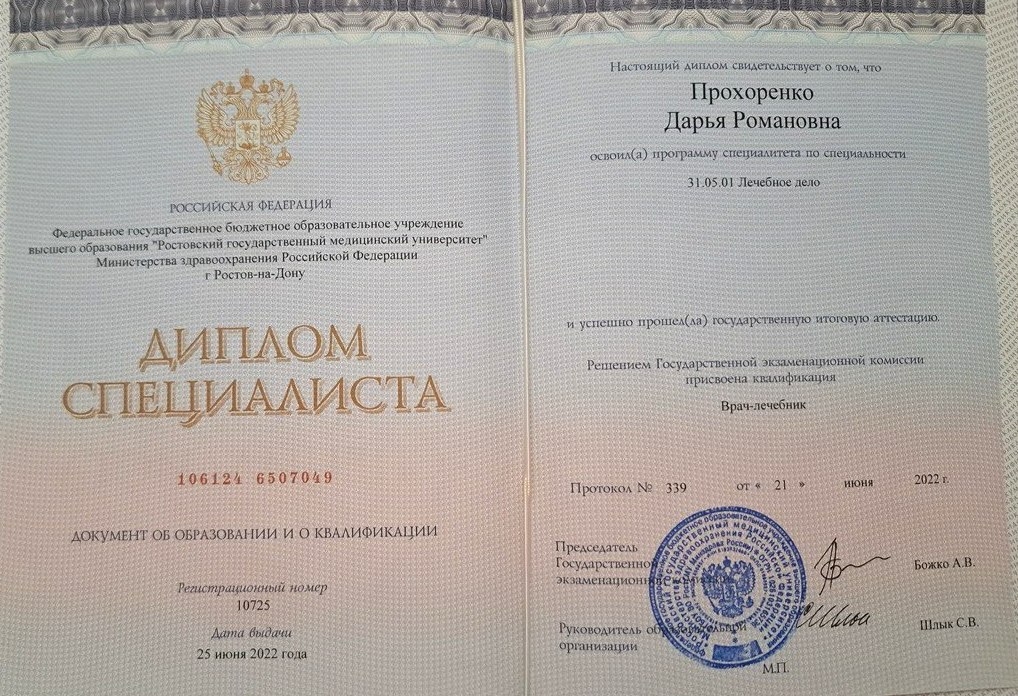 РОССИЙСКАЯ ФЕДЕРАЦИЯ
Федеральное государственное бюджетное образовательное учреждение
высшего образования "Ростовский государственный медицинский университет"
Министерства здравоохранения Российской Федерации
г Ростов-на-Дону
ДИПЛОМ
СПЕЦИАЛИСТА
106124 6507049
ДОКУМЕНТ ОБ ОБРАЗОВАНИИ И О КВАЛИФИКАЦИИ
Регистрационный номер
10725
Дата выдачи
25 июня 2022 года
Настоящий диплом свидетельствует о том, что
Прохоренко
Дарья Романовна
освоил(а) программу специалитета по специальности
31.05.01 Лечебное дело
и успешно прошел(ла) государственную итоговую аттестацию.
Решением Государственной экзаменационной комиссии
присвоена квалификация
Врач-лечебник
Протокол № 339 от « 21 » июня 2022 г.
Председатель
Государственной
экзаменационной комиссии
Божко А.В.
Руководитель образовательной
организации
Шлык С.В.
М.П.